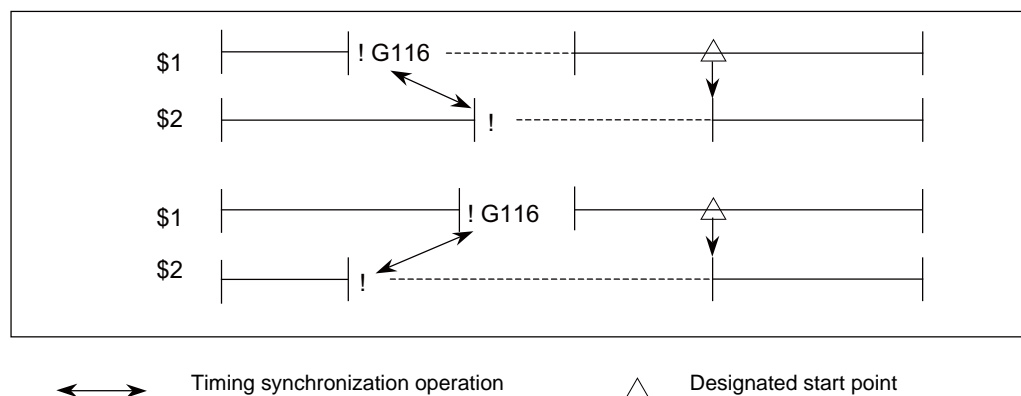 $1 ! G116
$2 !
$1 ! G116
$2 !
Timing synchronization operation Designated start point